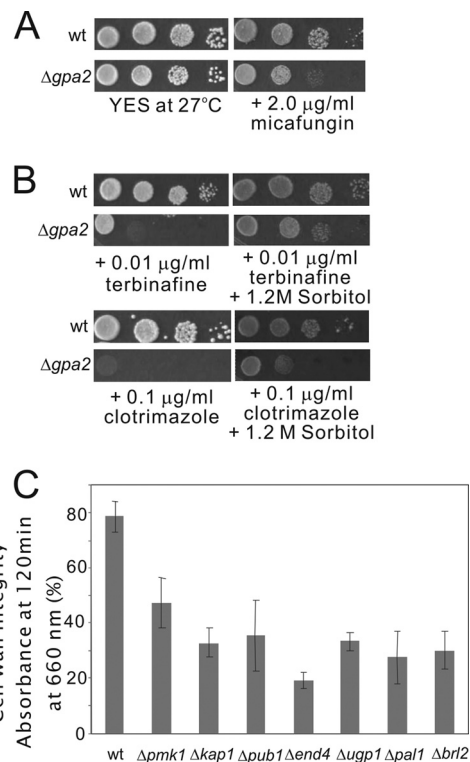 A
wt
Δgpa2
YES at 27°C
+ 2.0 μg/ml
micafungin
B
wt
Δgpa2
+ 0.01 μg/ml
terbinafine
+ 0.01 μg/ml
terbinafine
+ 1.2M Sorbitol
wt
Δgpa2
+ 0.1 μg/ml
clotrimazole
+ 0.1 μg/ml
clotrimazole
+ 1.2 M Sorbitol
C
Absorbance at 120min
at 660 nm (%)
80
60
40
20
0
wt Δpmk1 Δkap1 Δpub1 Δend4 Δugp1 Δpal1 Δbrl2